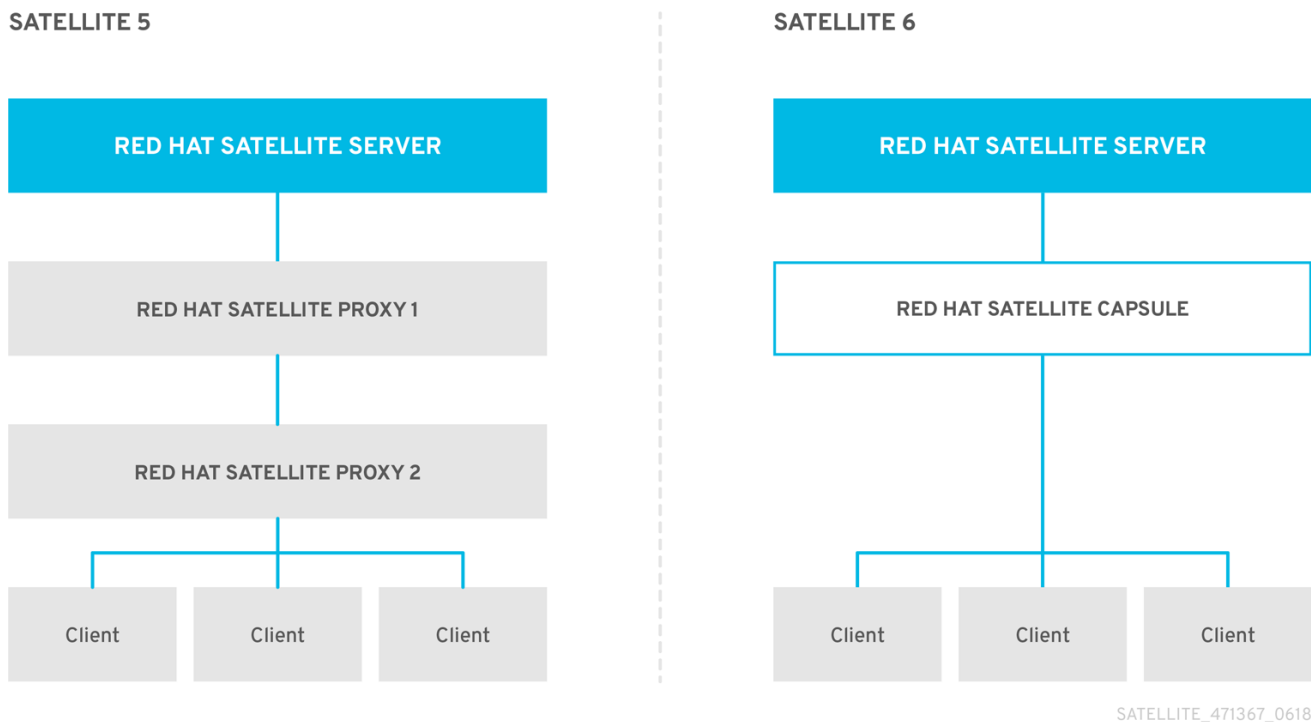 SATELLITE 5
RED HAT SATELLITE SERVER
RED HAT SATELLITE PROXY 1
RED HAT SATELLITE PROXY 2
Client
Client
Client
SATELLITE 6
RED HAT SATELLITE SERVER
RED HAT SATELLITE CAPSULE
Client
Client
Client
SATELLITE_471367_0618